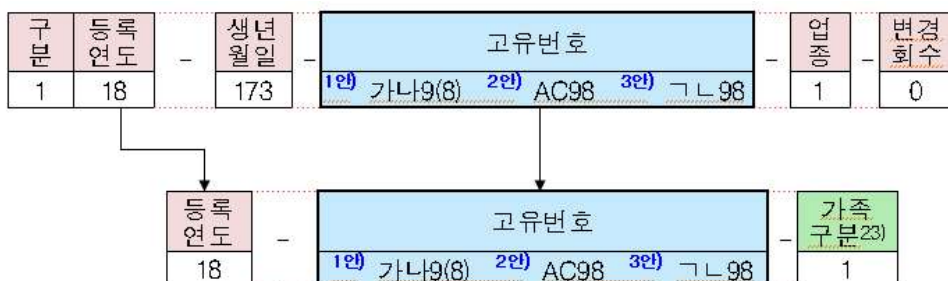 구분 등록연도 - 생년월일 - 고유번호 - 업종 - 변경회수
1 18 173 1안) 가나9(8) 2안) AC98 3안) ㄱㄴ98 1 0
등록연도 - 고유번호 - 가족구분23)
18 1안) 가나9(8) 2안) AC98 3안) ㄱㄴ98 1